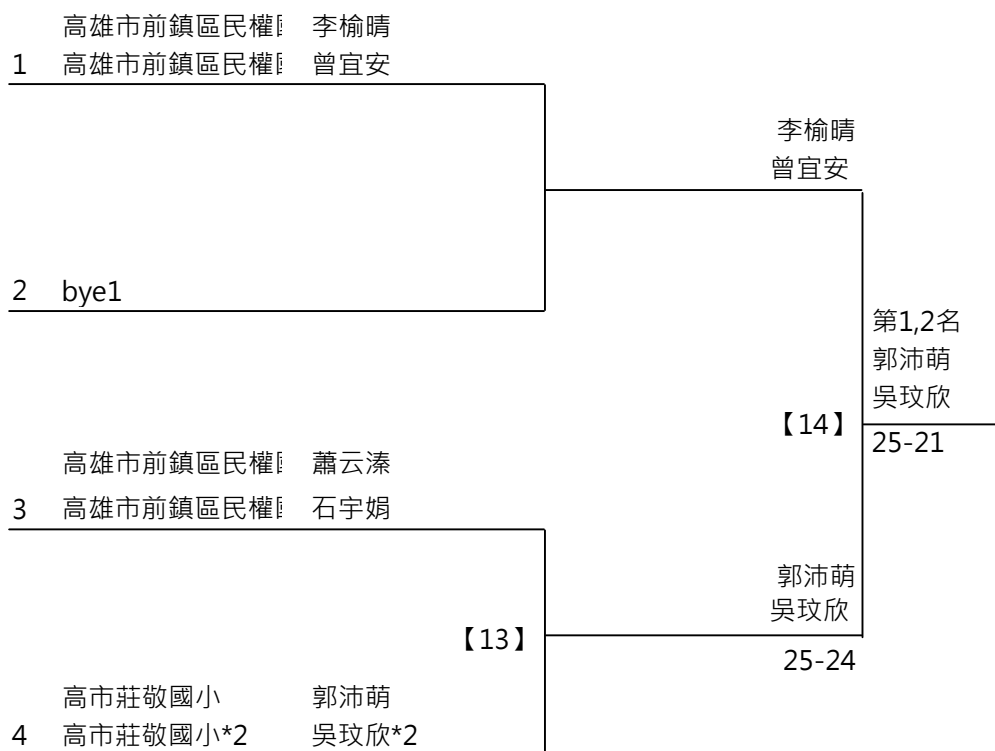 高雄市前鎮區民權 李榆晴
1 高雄市前鎮區民權 曾宜安
李榆晴
曾宜安
2 bye1
第1,2名
郭沛萌
吳玟欣
【14】
25-21
高雄市前鎮區民權 蕭云溱
3 高雄市前鎮區民權 石宇娟
郭沛萌
吳玟欣
【13】
25-24
高市莊敬國小 郭沛萌
4 高市莊敬國小*2 吳玟欣*2